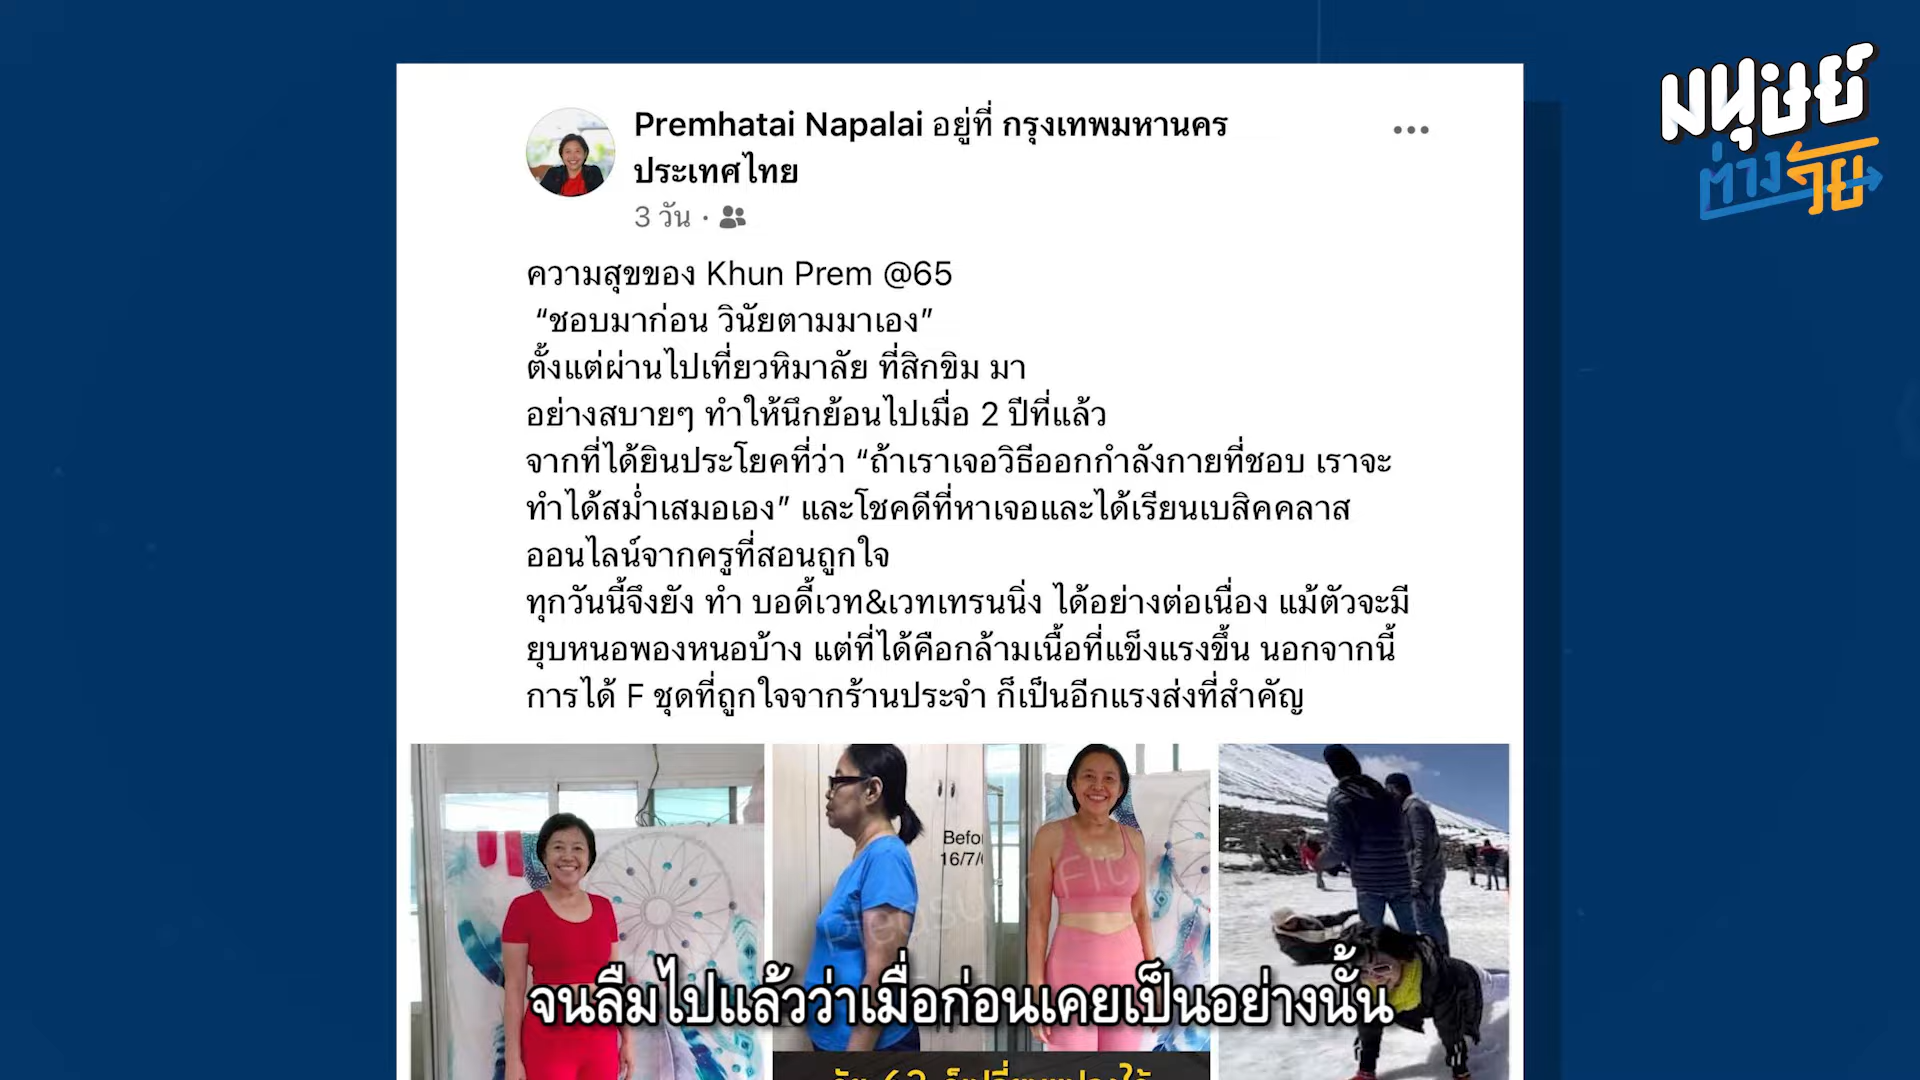 มนุษย์
ต่างวัย
Premhatai Napalai อยู่ที่ กรุงเทพมหานคร
ประเทศไทย
3 วัน ·
ความสุขของ Khun Prem @65
“ชอบมาก่อน วินัยตามมาเอง”
ตั้งแต่ผ่านไปเที่ยวหิมาลัย ที่สิกขิม มา
อย่างสบายๆ ทำให้นึกย้อนไปเมื่อ 2 ปีที่แล้ว
จากที่ได้ยินประโยคที่ว่า “ถ้าเราเจอวิธีออกกำลังกายที่ชอบ เราจะ
ทำได้สม่ำเสมอเอง” และโชคดีที่หาเจอและได้เรียนเบสิคคลาส
ออนไลน์จากครูที่สอนถูกใจ
ทุกวันนี้จึงยัง ทำ บอดี้เวท&เวทเทรนนิ่ง ได้อย่างต่อเนื่อง แม้ตัวจะมี
ยุบหนอพองหนอบ้าง แต่ที่ได้คือกล้ามเนื้อที่แข็งแรงขึ้น นอกจากนี้
การได้ F ชุดที่ถูกใจจากร้านประจำ ก็เป็นอีกแรงส่งที่สำคัญ
Befor
16/7/
จนลืมไปแล้วว่าเมื่อก่อนเคยเป็นอย่างนั้น